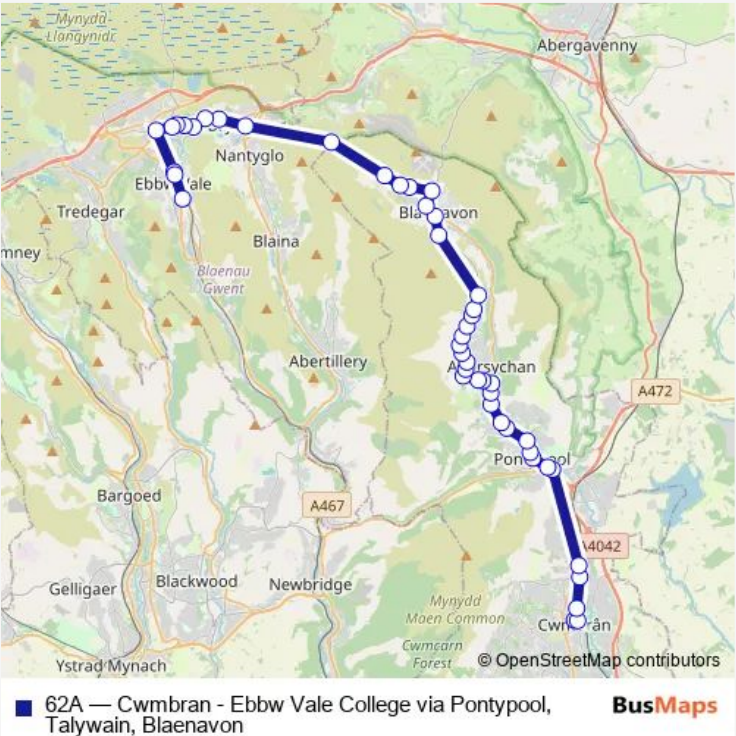 Mynydd
Llangynidr
Abergavenny
Nantyglo
Ebbw Vale
Tredegar
Blaenavon
mney
Blaina
Blaenau
Gwent
Abertillery
Abersychan
A472
Pontypool
Bargoed
A467
A4042
Blackwood
Newbridge
Gelligaer
Mynydd
Maen Common
Cwmbrân
Cwmcarn
Forest
Ystrad Mynach
© OpenStreetMap contributors
62A — Cwmbran - Ebbw Vale College via Pontypool,
Talywain, Blaenavon
BusMaps